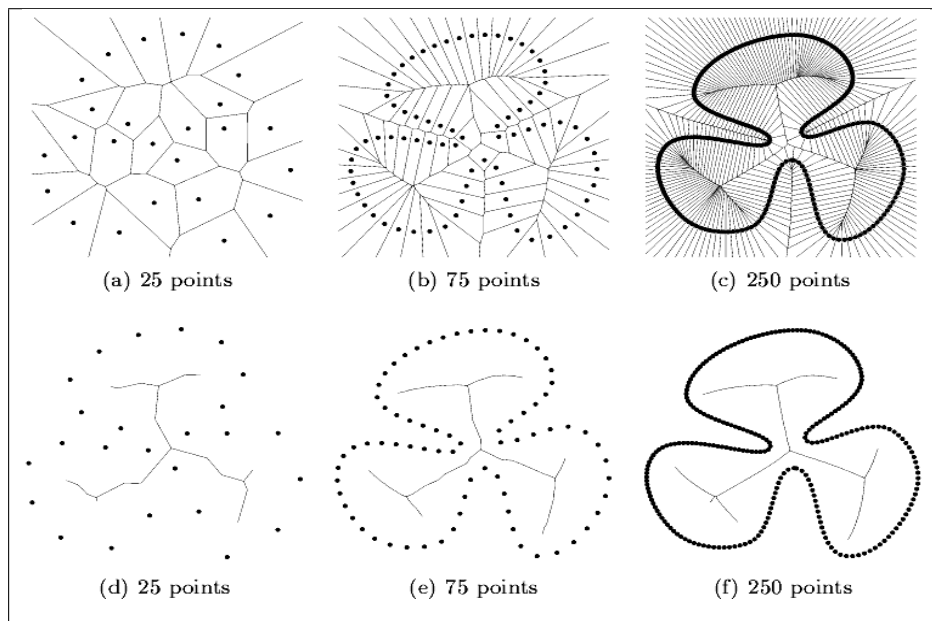 (a) 25 points
(b) 75 points
(c) 250 points
(d) 25 points
(e) 75 points
(f) 250 points